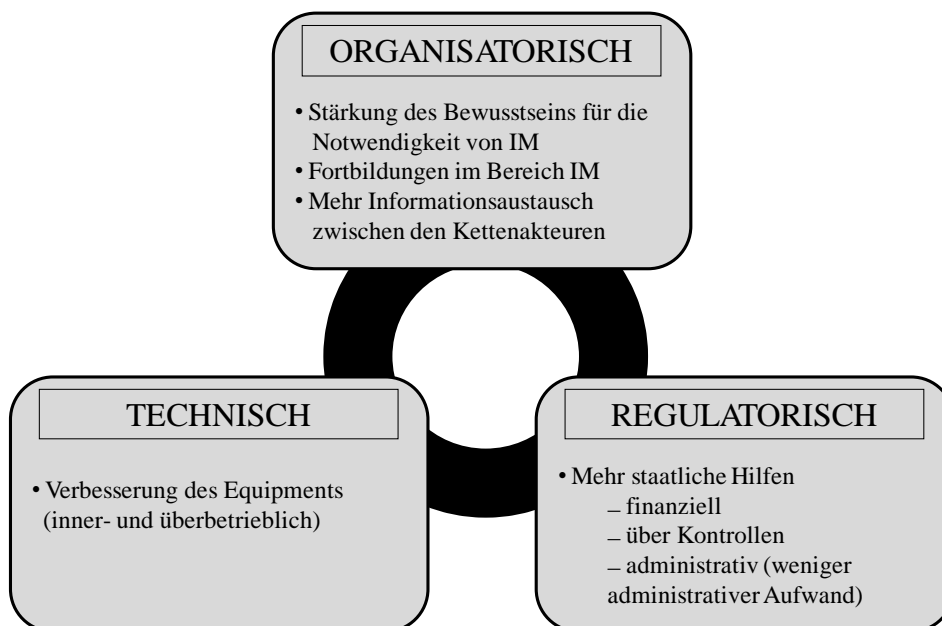 ORGANISATORISCH
• Stärkung des Bewusstseins für die
Notwendigkeit von IM
• Fortbildungen im Bereich IM
• Mehr Informationsaustausch
zwischen den Kettenakteuren
TECHNISCH
• Verbesserung des Equipments
(inner- und überbetrieblich)
REGULATORISCH
• Mehr staatliche Hilfen
– finanziell
– über Kontrollen
– administrativ (weniger
administrativer Aufwand)